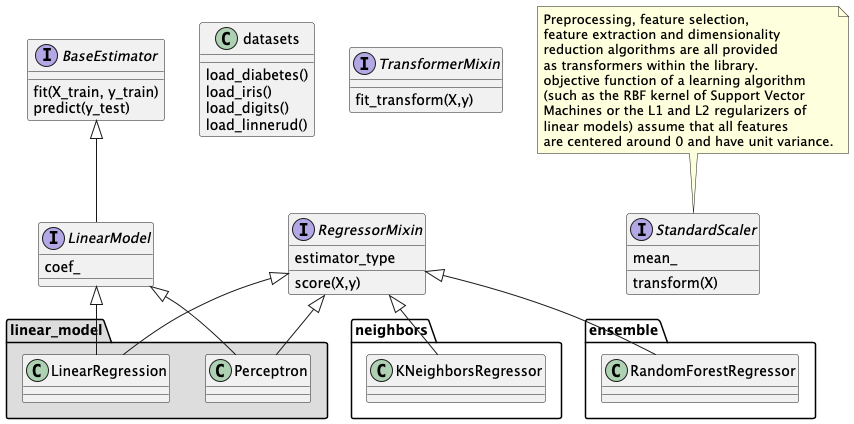 BaseEstimator
fit(X_train, y_train)
predict(y_test)
datasets
load_diabetes()
load_iris()
load_digits()
load_linnerud()
TransformerMixin
fit_transform(X,y)
Preprocessing, feature selection,
feature extraction and dimensionality
reduction algorithms are all provided
as transformers within the library.
objective function of a learning algorithm
(such as the RBF kernel of Support Vector
Machines or the L1 and L2 regularizers of
linear models) assume that all features
are centered around 0 and have unit variance.
LinearModel
coef_
RegressorMixin
estimator_type
score(X,y)
StandardScaler
mean_
transform(X)
linear_model
LinearRegression
Perceptron
neighbors
KNeighborsRegressor
ensemble
RandomForestRegressor